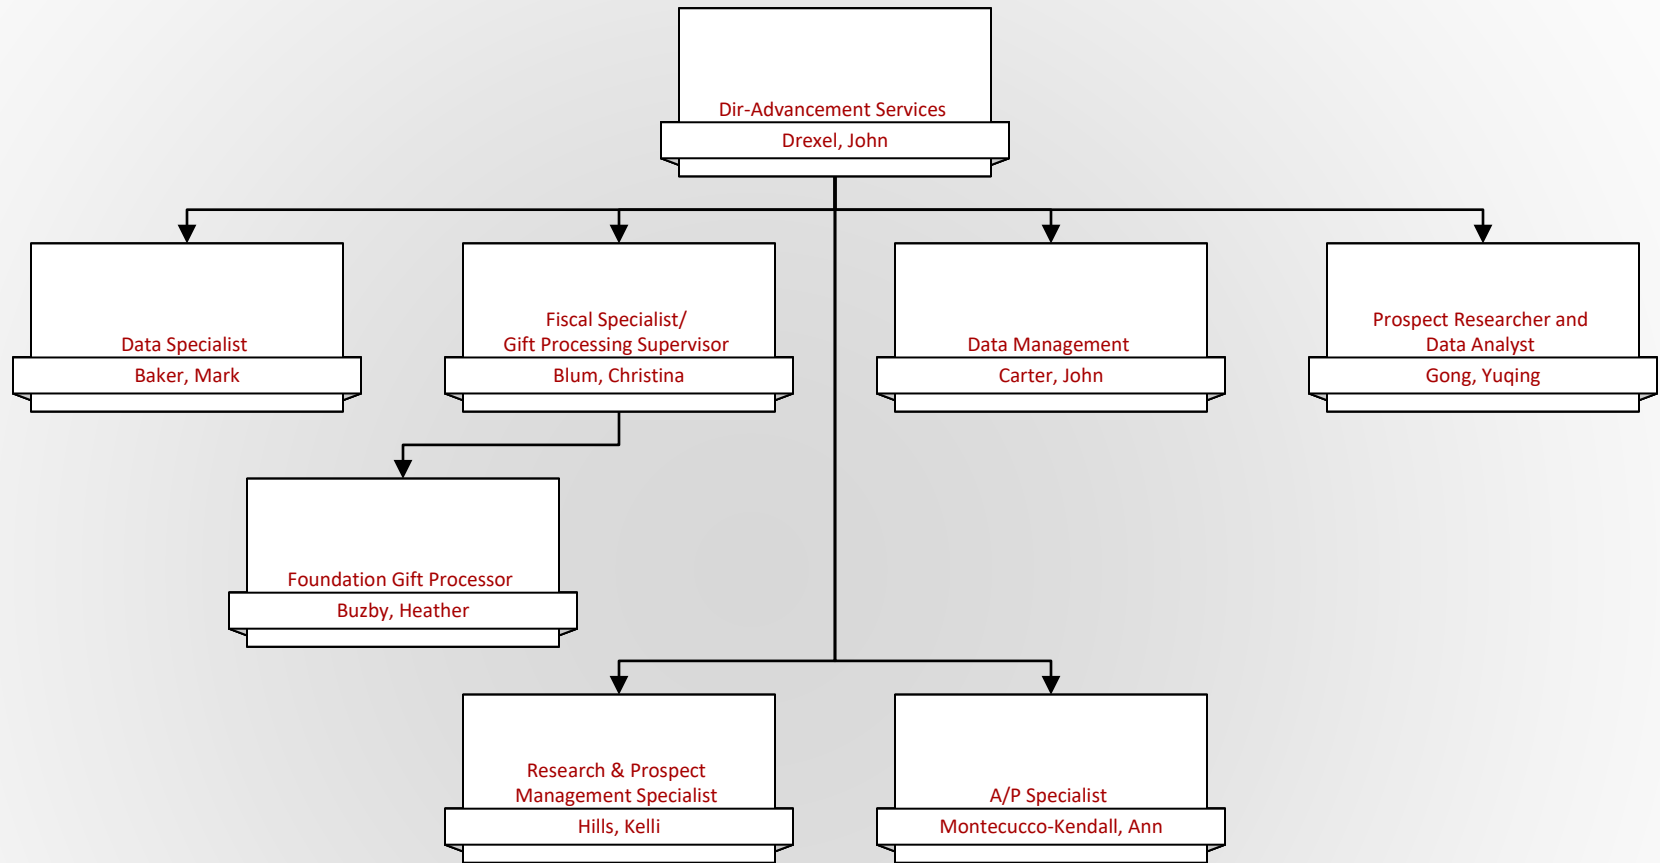 Dir-Advancement Services
Drexel, John
Data Specialist
Baker, Mark
Fiscal Specialist/
Gift Processing Supervisor
Blum, Christina
Data Management
Carter, John
Prospect Researcher and
Data Analyst
Gong, Yuqing
Foundation Gift Processor
Buzby, Heather
Research & Prospect
Management Specialist
Hills, Kelli
A/P Specialist
Montecucco-Kendall, Ann